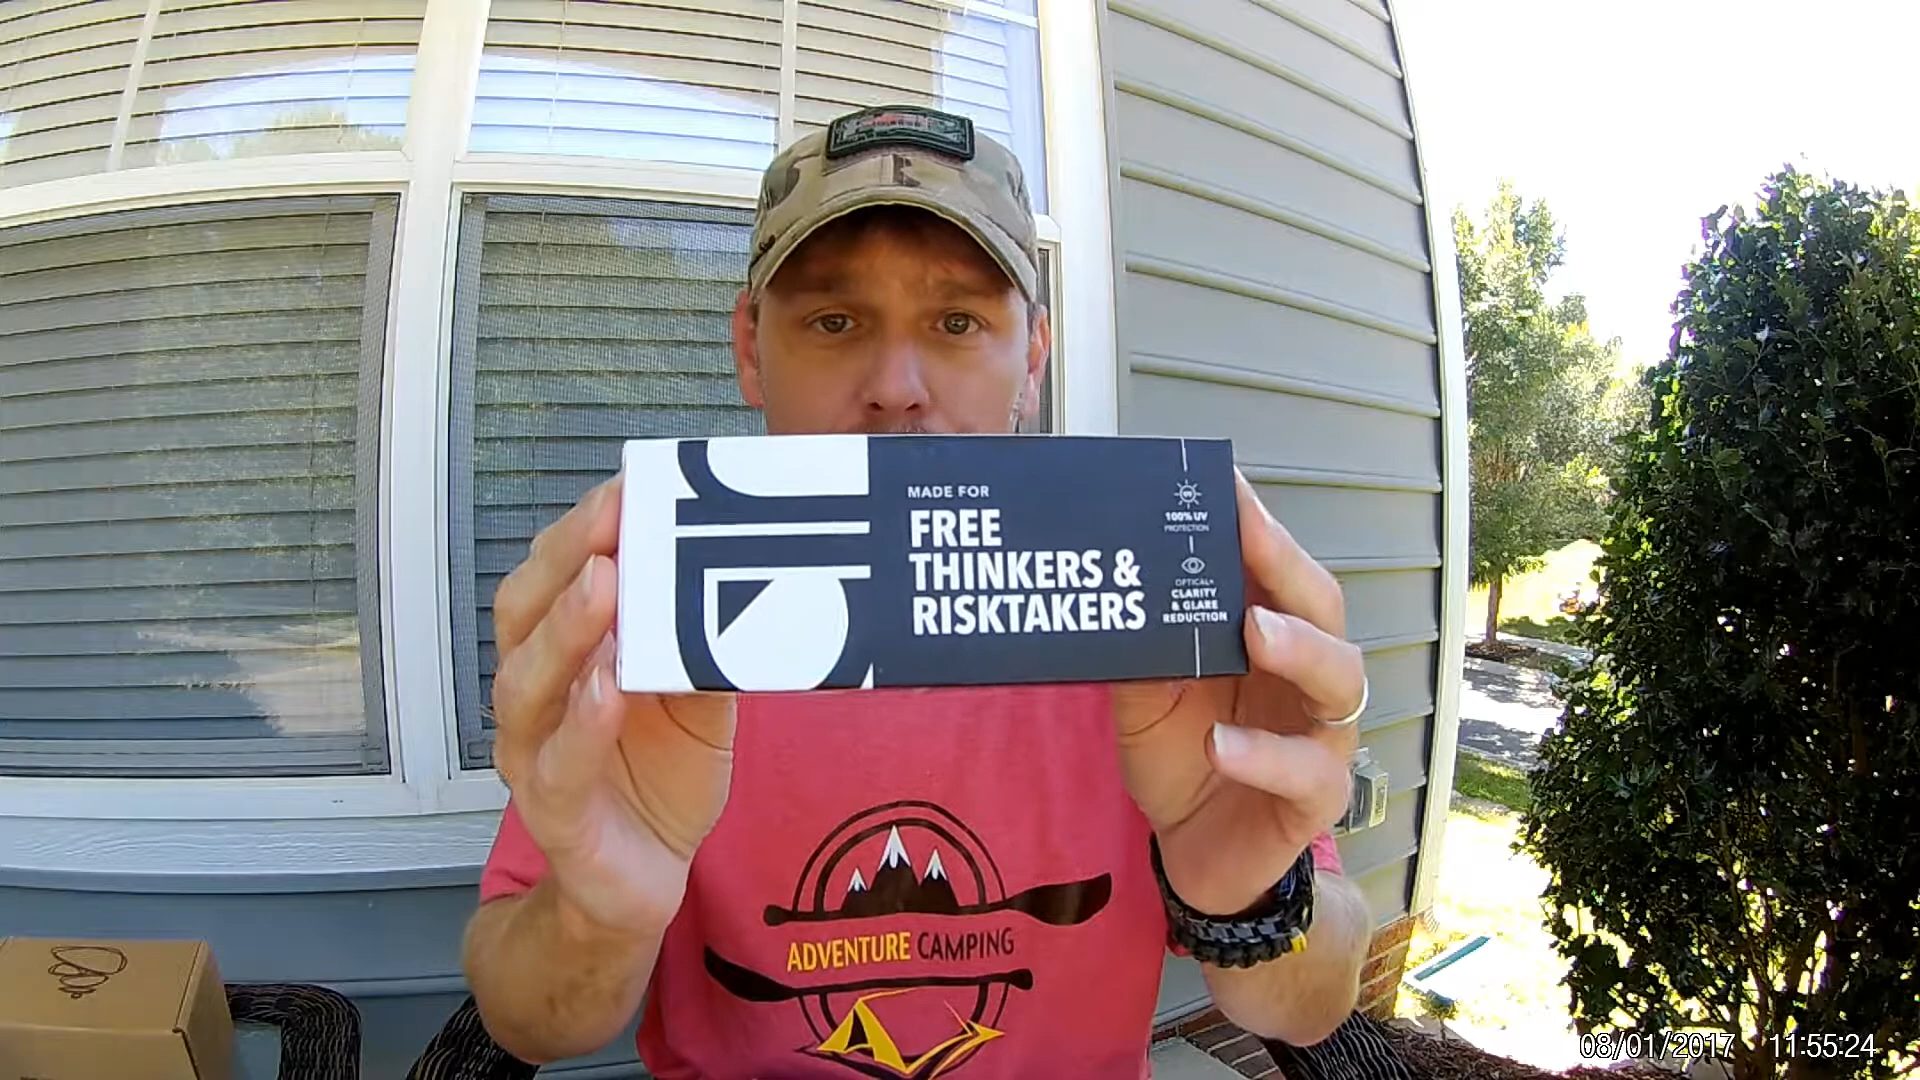 MADE FOR
FREE
THINKERS &
RISKTAKERS
100% UV
PROTECTION
OPTICAL+
CLARITY
& GLARE
REDUCTION
ADVENTURE CAMPING
08/01/2017 11:55:24